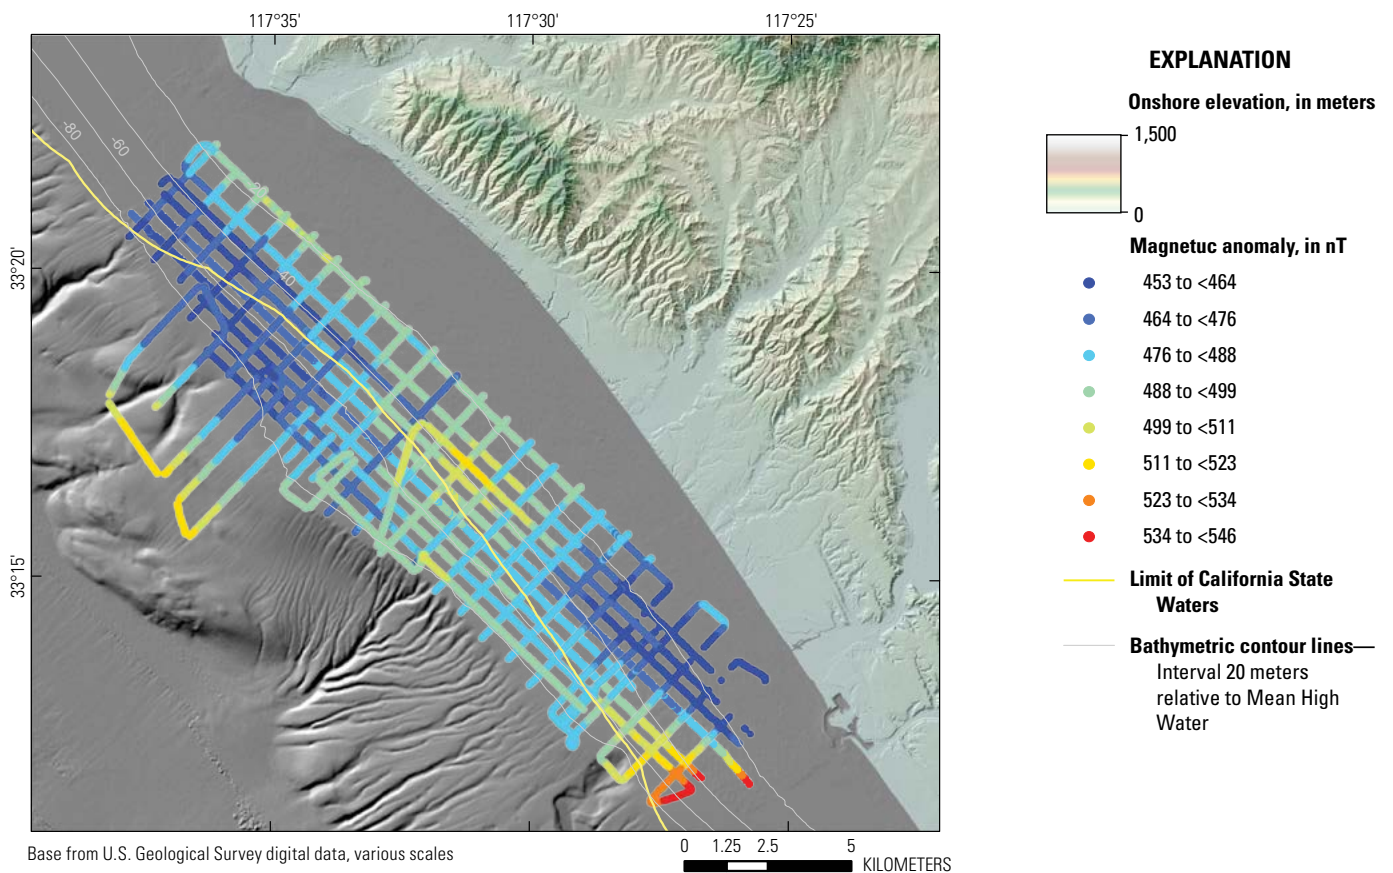 117°35'
117°30'
117°25'
33°20'
33°15'
-80
-60
-40
EXPLANATION
Onshore elevation, in meters
1,500
0
Magnetuc anomaly, in nT
453 to <464
464 to <476
476 to <488
488 to <499
499 to <511
511 to <523
523 to <534
534 to <546
Limit of California State
Waters
Bathymetric contour lines—
Interval 20 meters
relative to Mean High
Water
Base from U.S. Geological Survey digital data, various scales
0 1.25 2.5 5
KILOMETERS